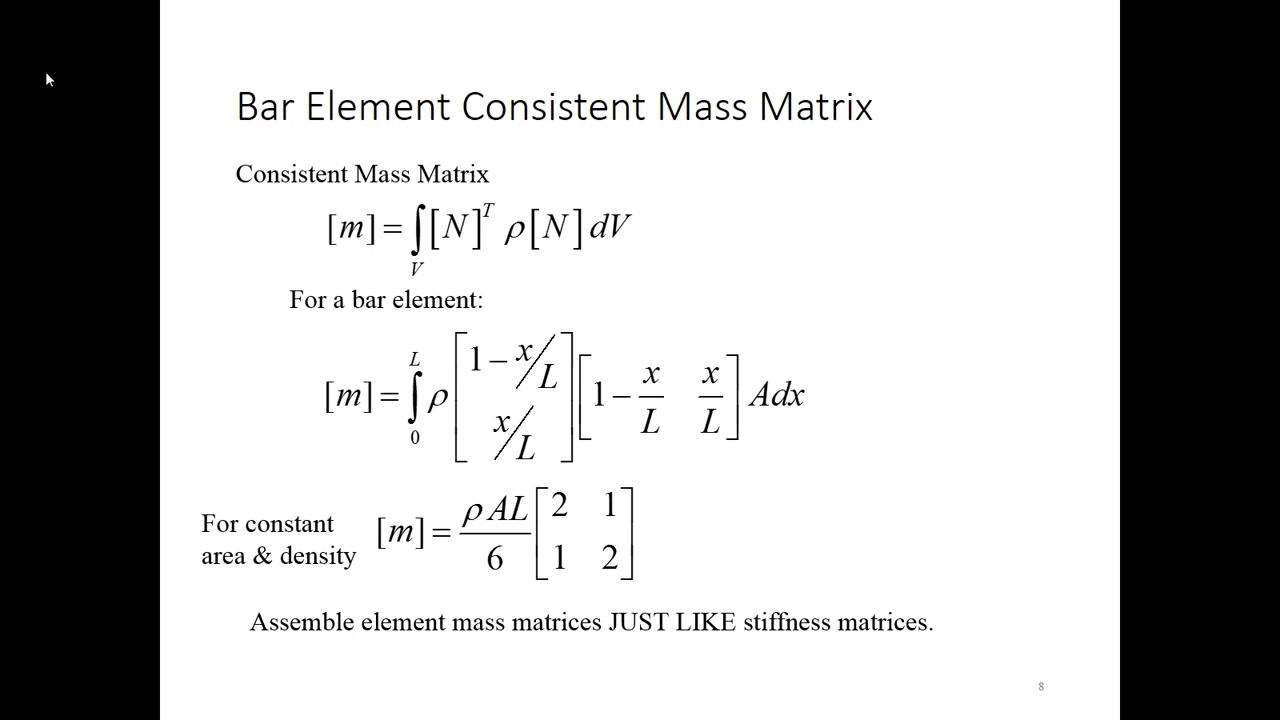 Bar Element Consistent Mass Matrix
Consistent Mass Matrix
[m] = ∫_V [N]^T ρ[N] dV
For a bar element:
[m] = ∫_0^L ρ [1 − x/L; x/L] [1 − x/L  x/L] A dx
For constant
area & density
[m] = ρAL/6 [2 1; 1 2]
Assemble element mass matrices JUST LIKE stiffness matrices.
8